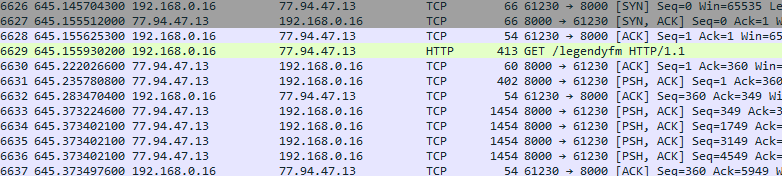 6626 645.145704300 192.168.0.16 77.94.47.13 TCP 66 61230 → 8000 [SYN] Seq=0 Win=65535 Le
6627 645.155512000 77.94.47.13 192.168.0.16 TCP 66 8000 → 61230 [SYN, ACK] Seq=0 Ack=1 W
6628 645.155625300 192.168.0.16 77.94.47.13 TCP 54 61230 → 8000 [ACK] Seq=1 Ack=1 Win=65
6629 645.155930200 192.168.0.16 77.94.47.13 HTTP 413 GET /legendyfm HTTP/1.1
6630 645.222026600 77.94.47.13 192.168.0.16 TCP 60 8000 → 61230 [ACK] Seq=1 Ack=360 Win=
6631 645.235780800 77.94.47.13 192.168.0.16 TCP 402 8000 → 61230 [PSH, ACK] Seq=1 Ack=360
6632 645.283470400 192.168.0.16 77.94.47.13 TCP 54 61230 → 8000 [ACK] Seq=360 Ack=349 Win
6633 645.373224600 77.94.47.13 192.168.0.16 TCP 1454 8000 → 61230 [PSH, ACK] Seq=349 Ack=3
6634 645.373402100 77.94.47.13 192.168.0.16 TCP 1454 8000 → 61230 [PSH, ACK] Seq=1749 Ack=
6635 645.373402100 77.94.47.13 192.168.0.16 TCP 1454 8000 → 61230 [PSH, ACK] Seq=3149 Ack=
6636 645.373402100 77.94.47.13 192.168.0.16 TCP 1454 8000 → 61230 [PSH, ACK] Seq=4549 Ack=
6637 645.373497600 192.168.0.16 77.94.47.13 TCP 54 61230 → 8000 [ACK] Seq=360 Ack=5949